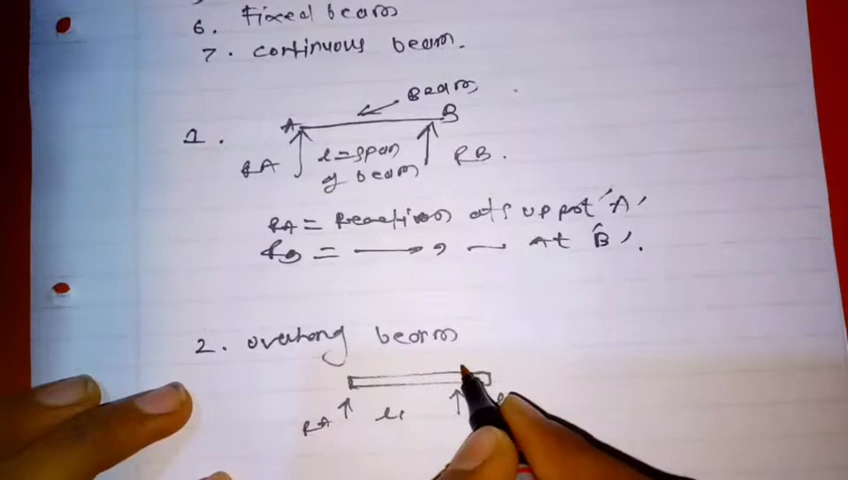 6. Fixed beam
7. continuous beam.
Beam
1. A B
RA l=span RB.
of beam
RA = Reaction at support 'A'
RB = —〃— At 'B'.
2. overhang beam
RA l1